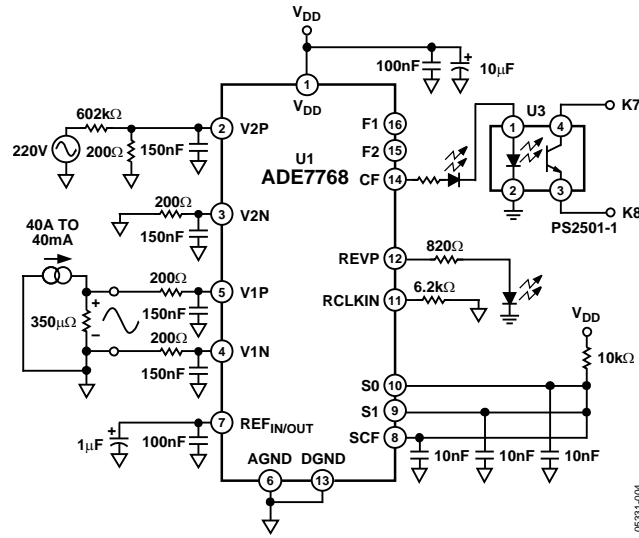 VDD
100nF
10µF
1
VDD
602kΩ
220V
200Ω
150nF
2
V2P
U1
ADE7768
F1
16
F2
15
CF
14
U3
1
4
K7
2
3
K8
PS2501-1
200Ω
3
V2N
150nF
40A TO
40mA
REVP
12
820Ω
200Ω
5
V1P
RCLKIN
11
6.2kΩ
350µΩ
+
–
150nF
200Ω
4
V1N
150nF
VDD
10kΩ
S0
10
S1
9
SCF
8
7
REFIN/OUT
+
1µF
100nF
10nF
10nF
10nF
AGND
DGND
6
13
05331-004